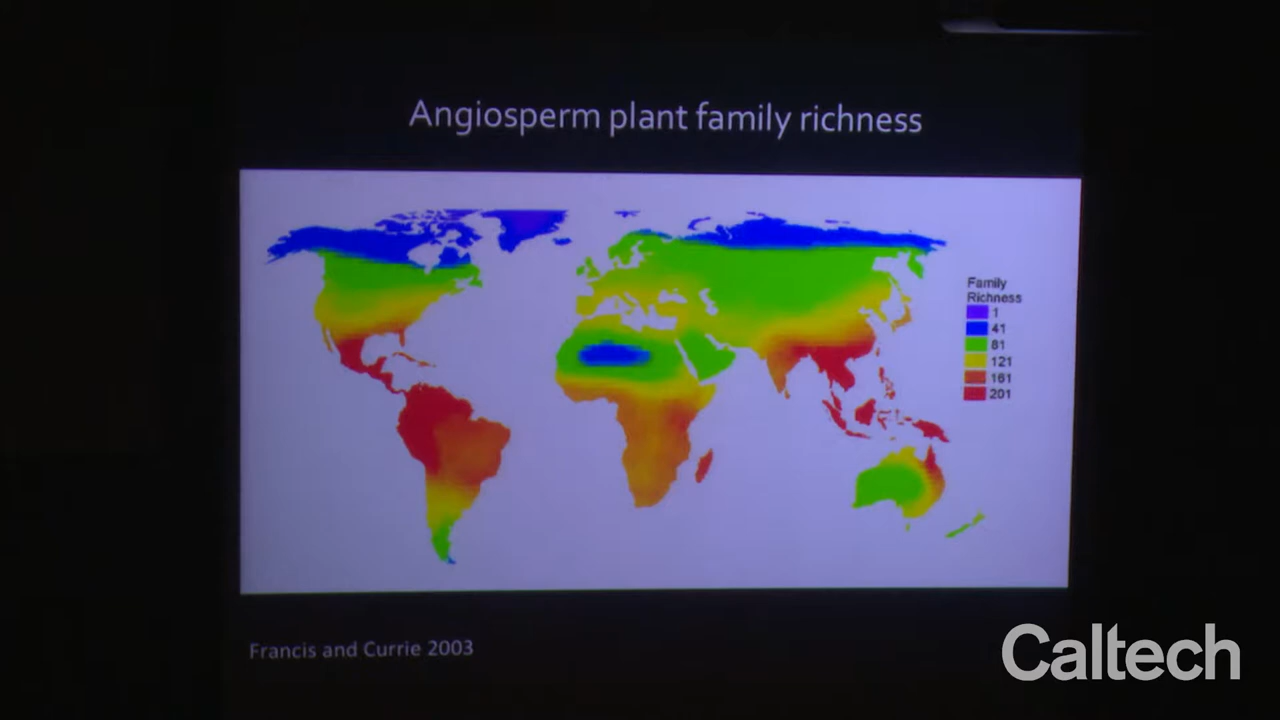 Angiosperm plant family richness
Family
Richness
1
41
81
121
161
201
Francis and Currie 2003
Caltech